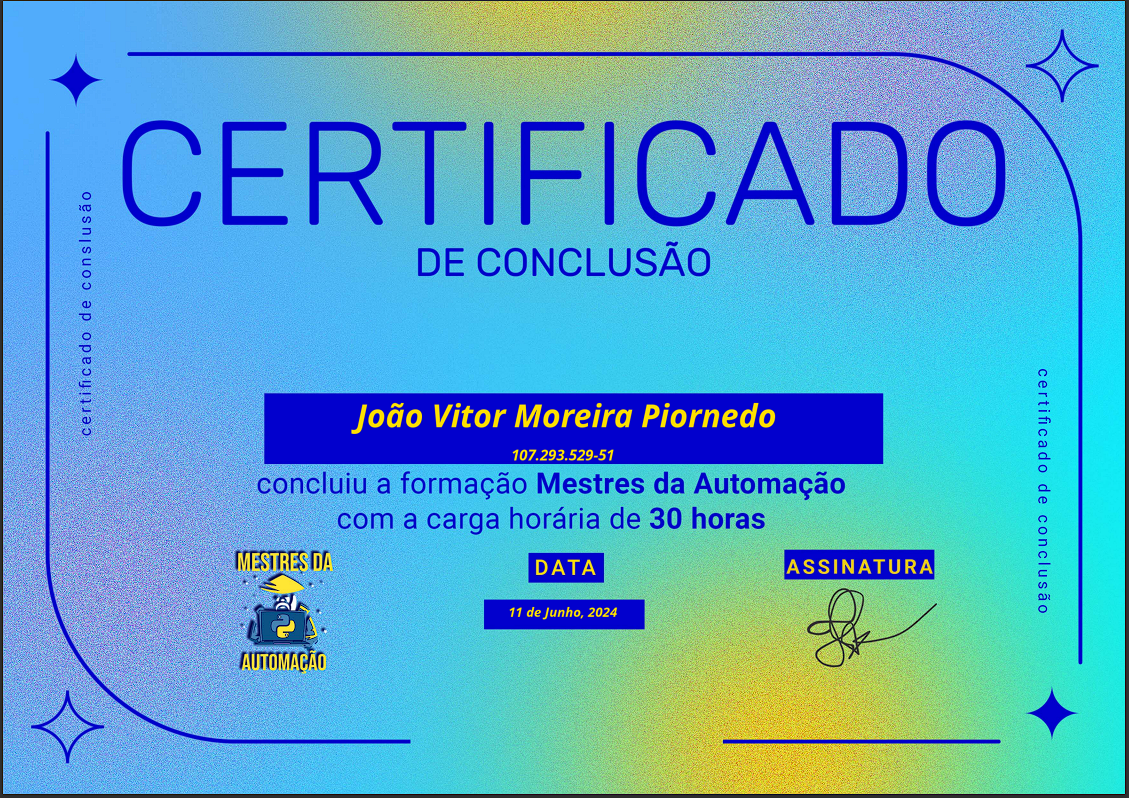 CERTIFICADO
DE CONCLUSÃO
certificado de conslusão
João Vitor Moreira Piornedo
107.293.529-51
concluiu a formação Mestres da Automação
com a carga horária de 30 horas
MESTRES DA
AUTOMAÇÃO
DATA
11 de Junho, 2024
ASSINATURA
certificado de conclusão